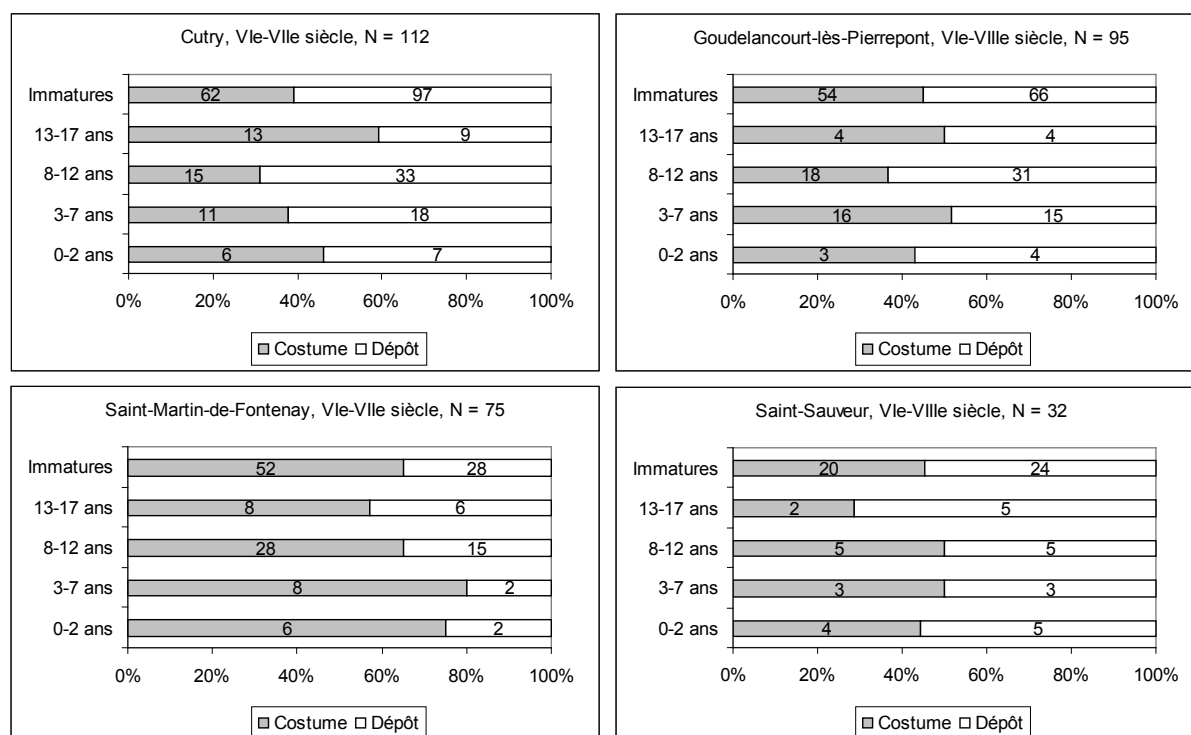 Cutry, VIe-VIIe siècle, N = 112
Immatures 62 97
13-17 ans 13 9
8-12 ans 15 33
3-7 ans 11 18
0-2 ans 6 7
0% 20% 40% 60% 80% 100%
Costume Dépôt
Goudelancourt-lès-Pierrepont, VIe-VIIIe siècle, N = 95
Immatures 54 66
13-17 ans 4 4
8-12 ans 18 31
3-7 ans 16 15
0-2 ans 3 4
0% 20% 40% 60% 80% 100%
Costume Dépôt
Saint-Martin-de-Fontenay, VIe-VIIe siècle, N = 75
Immatures 52 28
13-17 ans 8 6
8-12 ans 28 15
3-7 ans 8 2
0-2 ans 6 2
0% 20% 40% 60% 80% 100%
Costume Dépôt
Saint-Sauveur, VIe-VIIIe siècle, N = 32
Immatures 20 24
13-17 ans 2 5
8-12 ans 5 5
3-7 ans 3 3
0-2 ans 4 5
0% 20% 40% 60% 80% 100%
Costume Dépôt